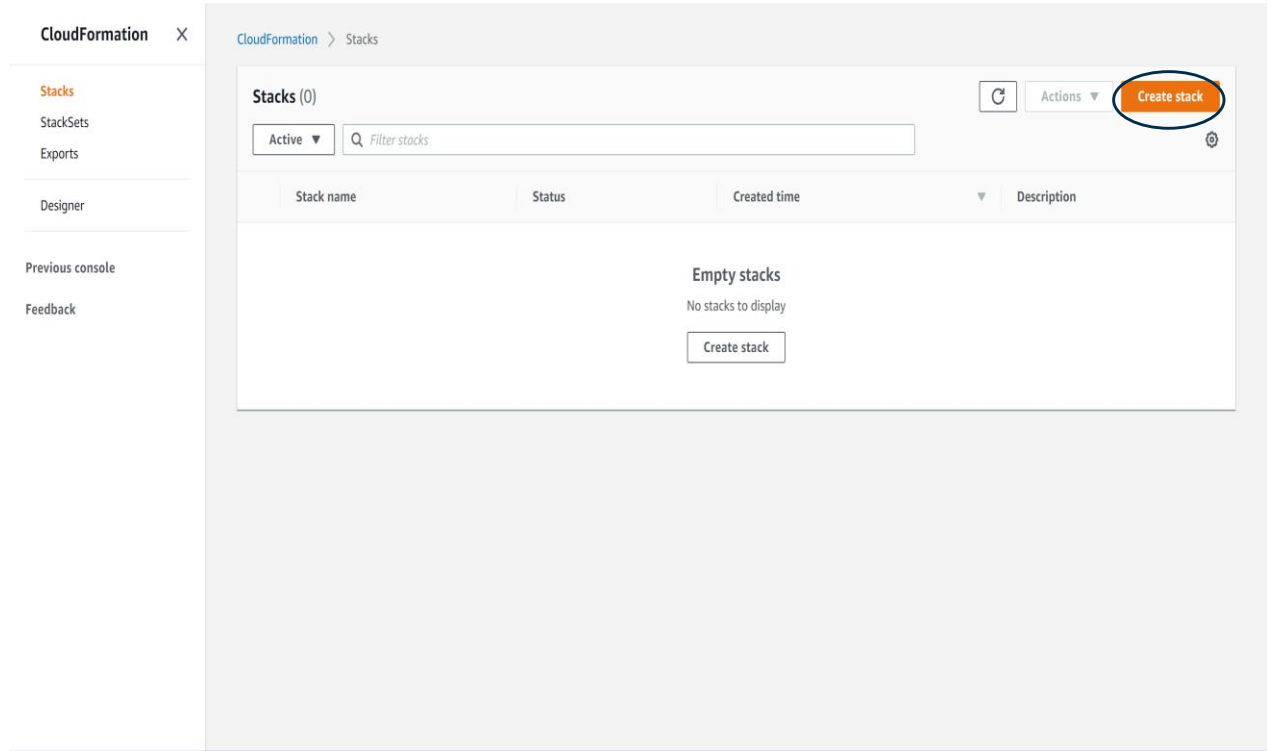 CloudFormation X
Stacks
StackSets
Exports
Designer
Previous console
Feedback
CloudFormation > Stacks
Stacks (0)
Actions
Create stack
Active
Filter stacks
Stack name Status Created time Description
Empty stacks
No stacks to display
Create stack